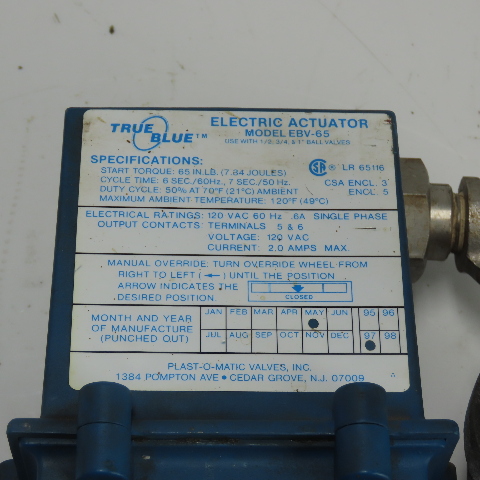 TRUE BLUE™
ELECTRIC ACTUATOR
MODEL EBV-65
USE WITH 1/2, 3/4, & 1" BALL VALVES
SPECIFICATIONS:
START TORQUE: 65 IN.LB. (7.84 JOULES)
CYCLE TIME: 6 SEC./60Hz., 7 SEC./50 Hz.
DUTY CYCLE: 50% AT 70°F (21°C) AMBIENT
MAXIMUM AMBIENT TEMPERATURE: 120°F (49°C)
LR 65116
CSA ENCL. 3
ENCL. 5
ELECTRICAL RATINGS: 120 VAC 60 Hz .6A SINGLE PHASE
OUTPUT CONTACTS: TERMINALS 5 & 6
VOLTAGE: 120 VAC
CURRENT: 2.0 AMPS MAX.
MANUAL OVERRIDE: TURN OVERRIDE WHEEL FROM
RIGHT TO LEFT (←) UNTIL THE POSITION
ARROW INDICATES THE
DESIRED POSITION.
CLOSED
MONTH AND YEAR
OF MANUFACTURE
(PUNCHED OUT)
JAN FEB MAR APR MAY JUN 95 96
JUL AUG SEP OCT NOV DEC 97 98
PLAST-O-MATIC VALVES, INC.
1384 POMPTON AVE • CEDAR GROVE, N.J. 07009